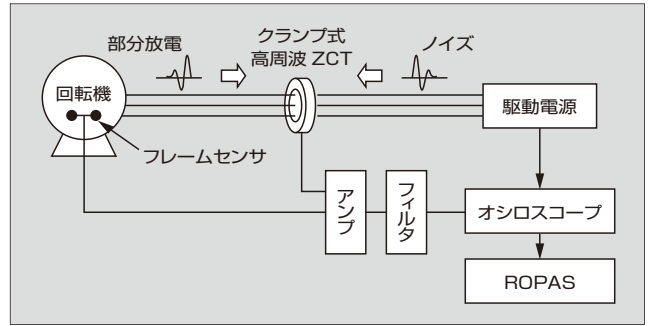 部分放電
クランプ式
高周波 ZCT
ノイズ
回転機
駆動電源
フレームセンサ
アンプ
フィルタ
オシロスコープ
ROPAS